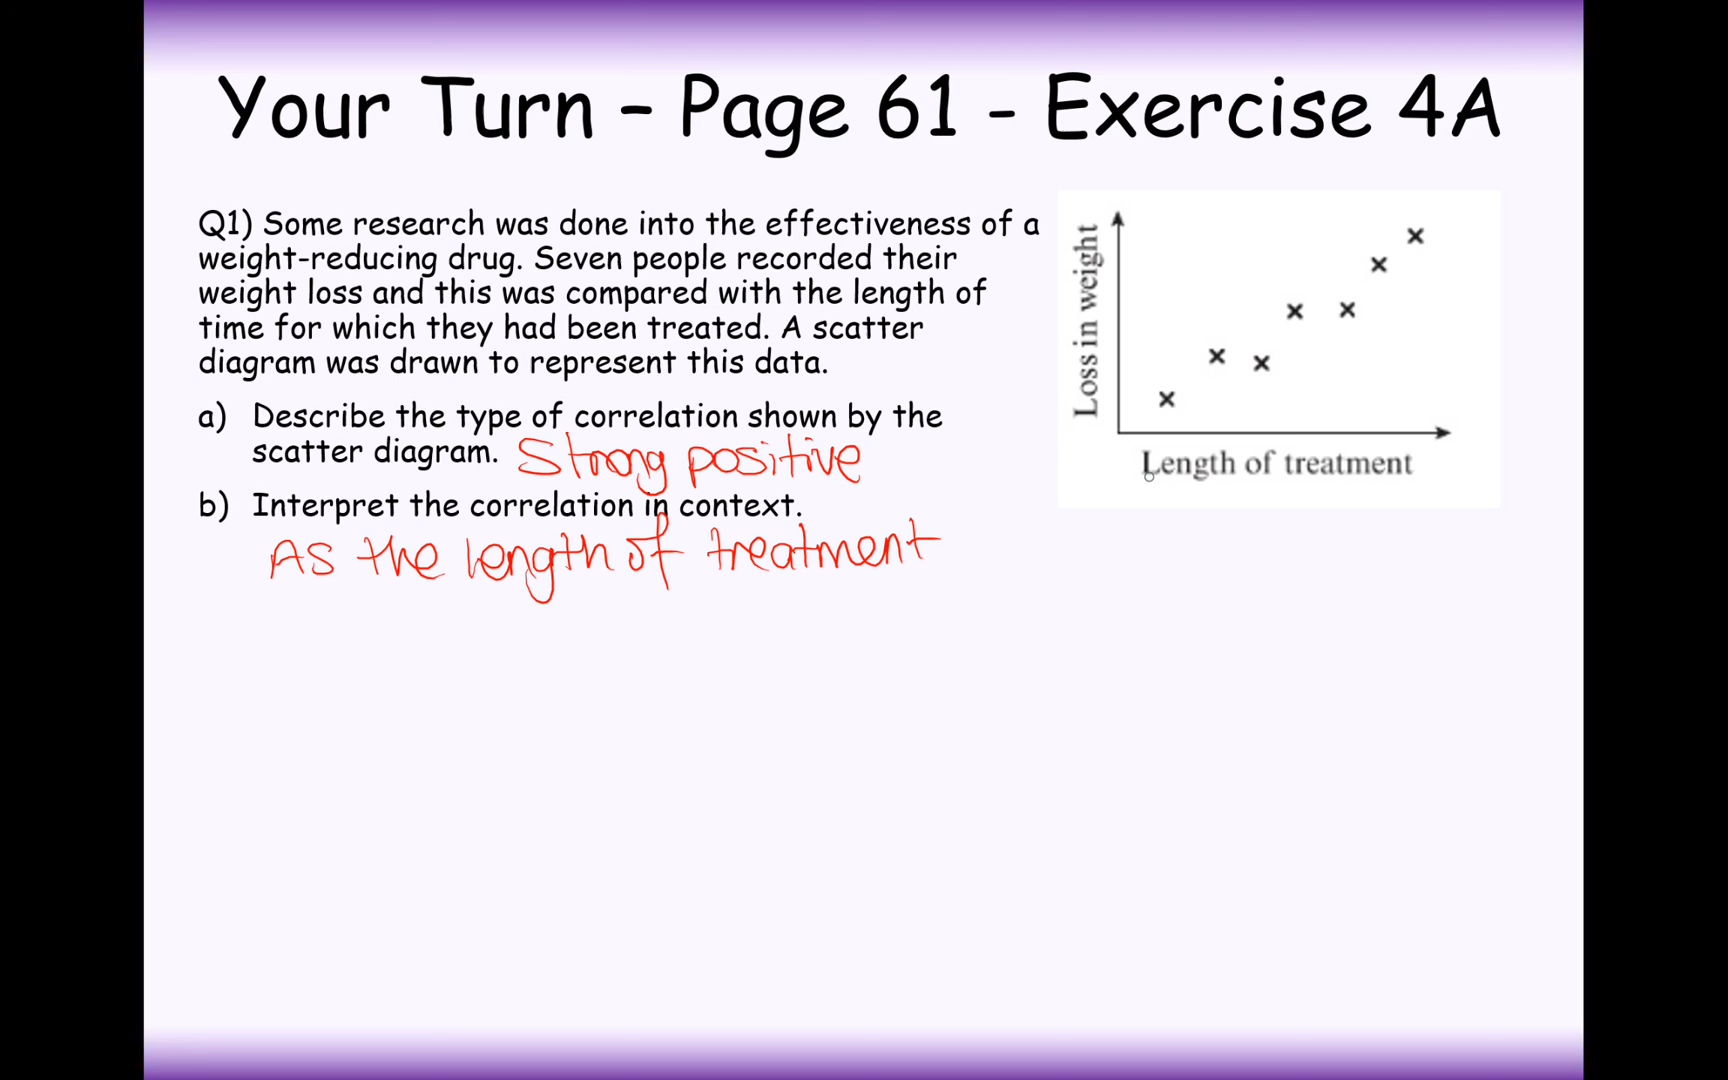 Your Turn – Page 61 - Exercise 4A
Q1) Some research was done into the effectiveness of a
weight-reducing drug. Seven people recorded their
weight loss and this was compared with the length of
time for which they had been treated. A scatter
diagram was drawn to represent this data.
a) Describe the type of correlation shown by the
scatter diagram. Strong positive
b) Interpret the correlation in context.
As the length of treatment
Loss in weight
Length of treatment